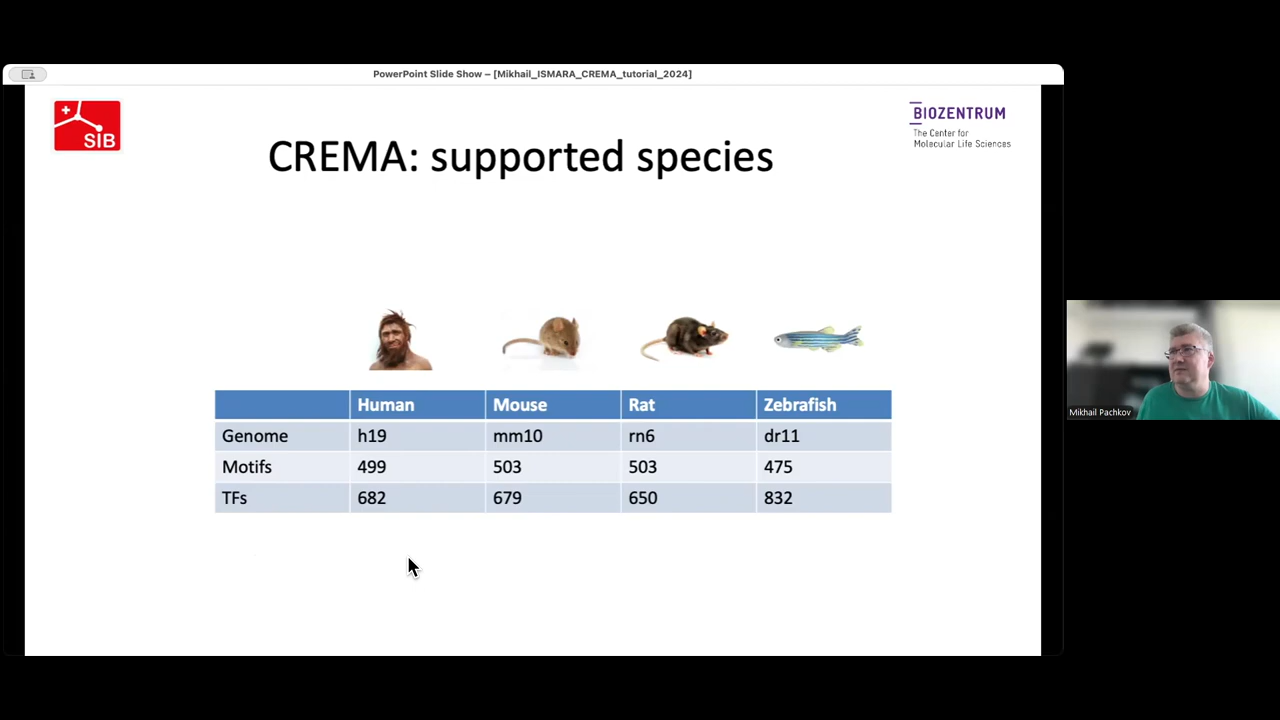 PowerPoint Slide Show – [Mikhail_ISMARA_CREMA_tutorial_2024]
SIB
BIOZENTRUM
The Center for
Molecular Life Sciences
CREMA: supported species
Human Mouse Rat Zebrafish
Genome h19 mm10 rn6 dr11
Motifs 499 503 503 475
TFs 682 679 650 832
Mikhail Pachkov